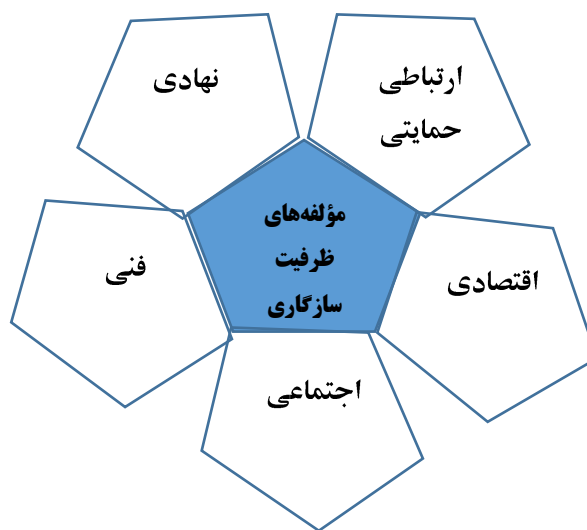 ارتباطی
حمایتی
نهادی
مؤلفه‌های
ظرفیت
سازگاری
اقتصادی
فنی
اجتماعی